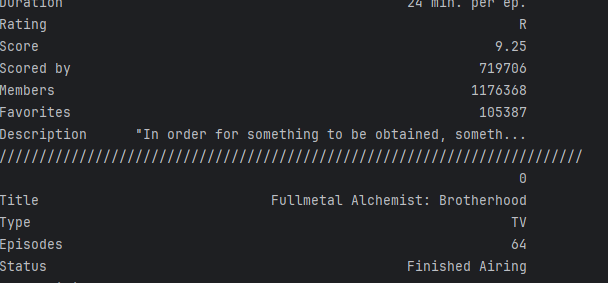 Duration 24 min. per ep.
Rating R
Score 9.25
Scored by 719706
Members 1176368
Favorites 105387
Description "In order for something to be obtained, someth...
/////////////////////////////////////////////////////////////////////////
0
Title Fullmetal Alchemist: Brotherhood
Type TV
Episodes 64
Status Finished Airing